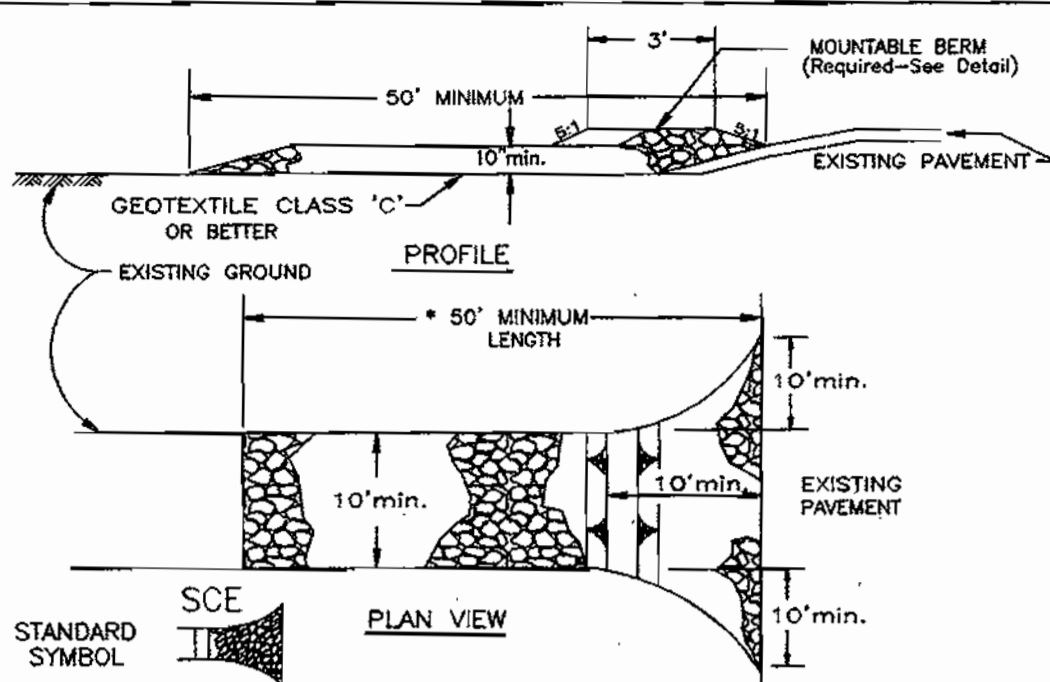 3'
MOUNTABLE BERM
(Required-See Detail)
50' MINIMUM
5:1
5:1
10"min.
EXISTING PAVEMENT
GEOTEXTILE CLASS 'C'
OR BETTER
PROFILE
EXISTING GROUND
* 50' MINIMUM
LENGTH
10'min.
10'min.
10'min.
EXISTING
PAVEMENT
10'min.
SCE
PLAN VIEW
STANDARD
SYMBOL